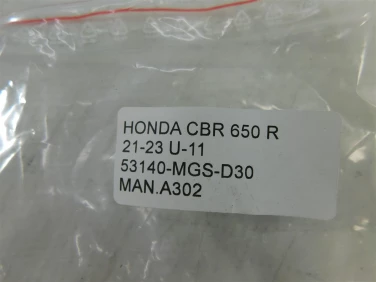 HONDA CBR 650 R
21-23 U-11
53140-MGS-D30
MAN.A302